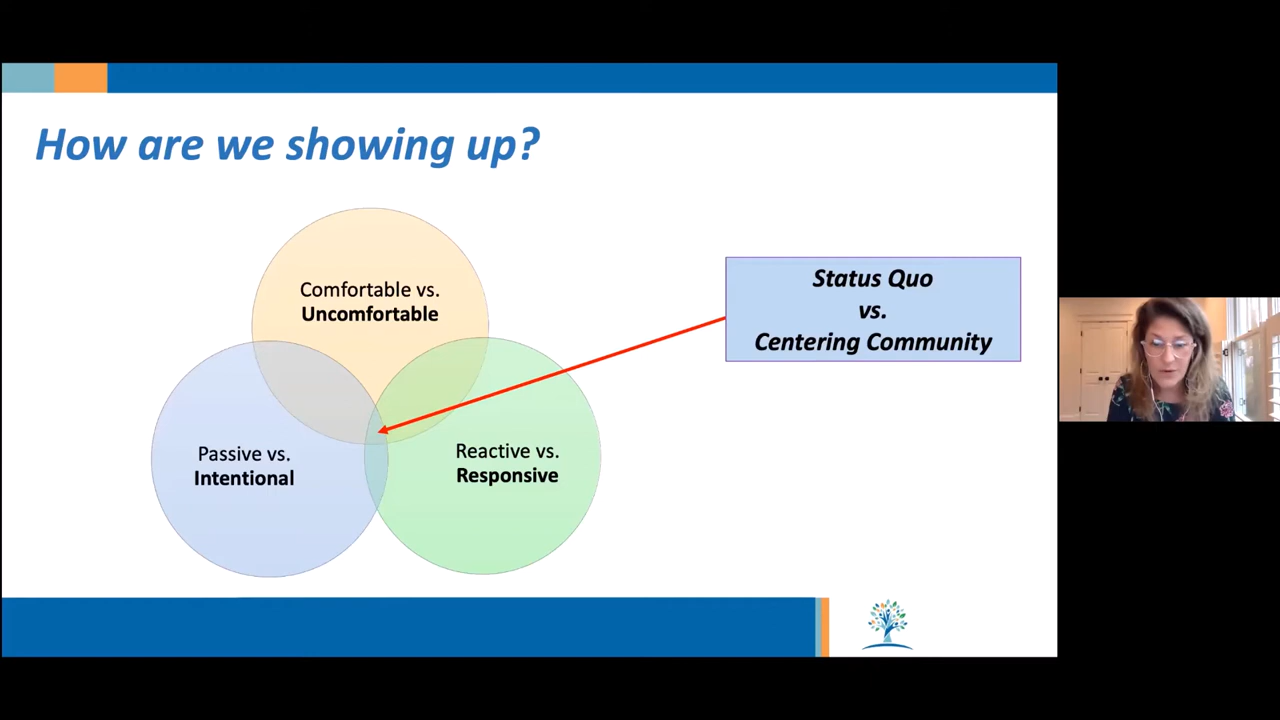 How are we showing up?
Comfortable vs.
Uncomfortable
Status Quo
vs.
Centering Community
Passive vs.
Intentional
Reactive vs.
Responsive